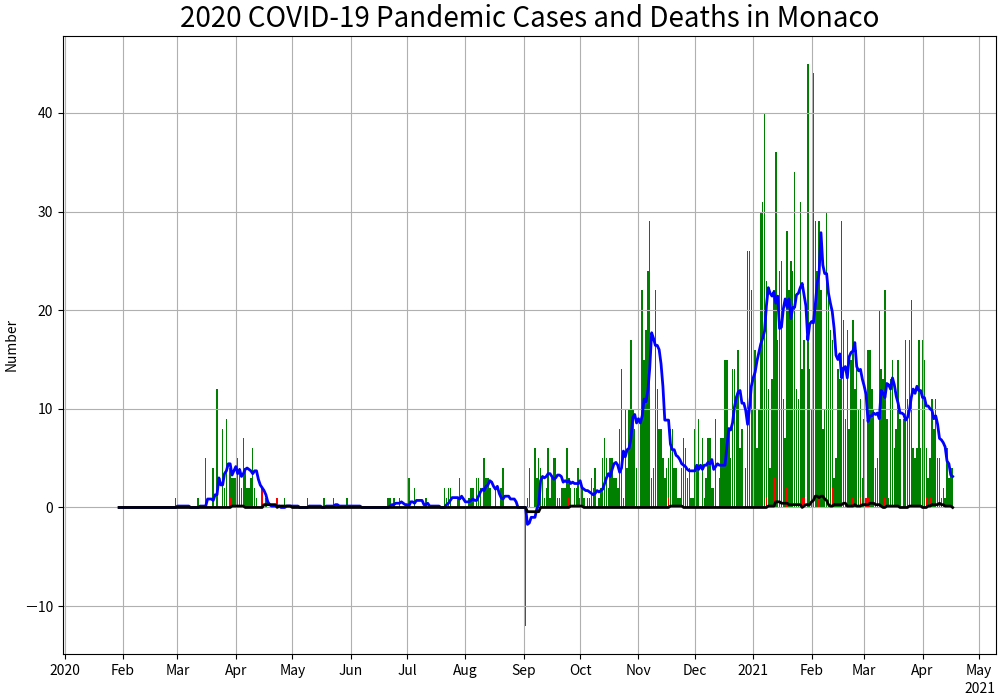 2020 COVID-19 Pandemic Cases and Deaths in Monaco
Number
40
30
20
10
0
−10
2020 Feb Mar Apr May Jun Jul Aug Sep Oct Nov Dec 2021 Feb Mar Apr May
2021